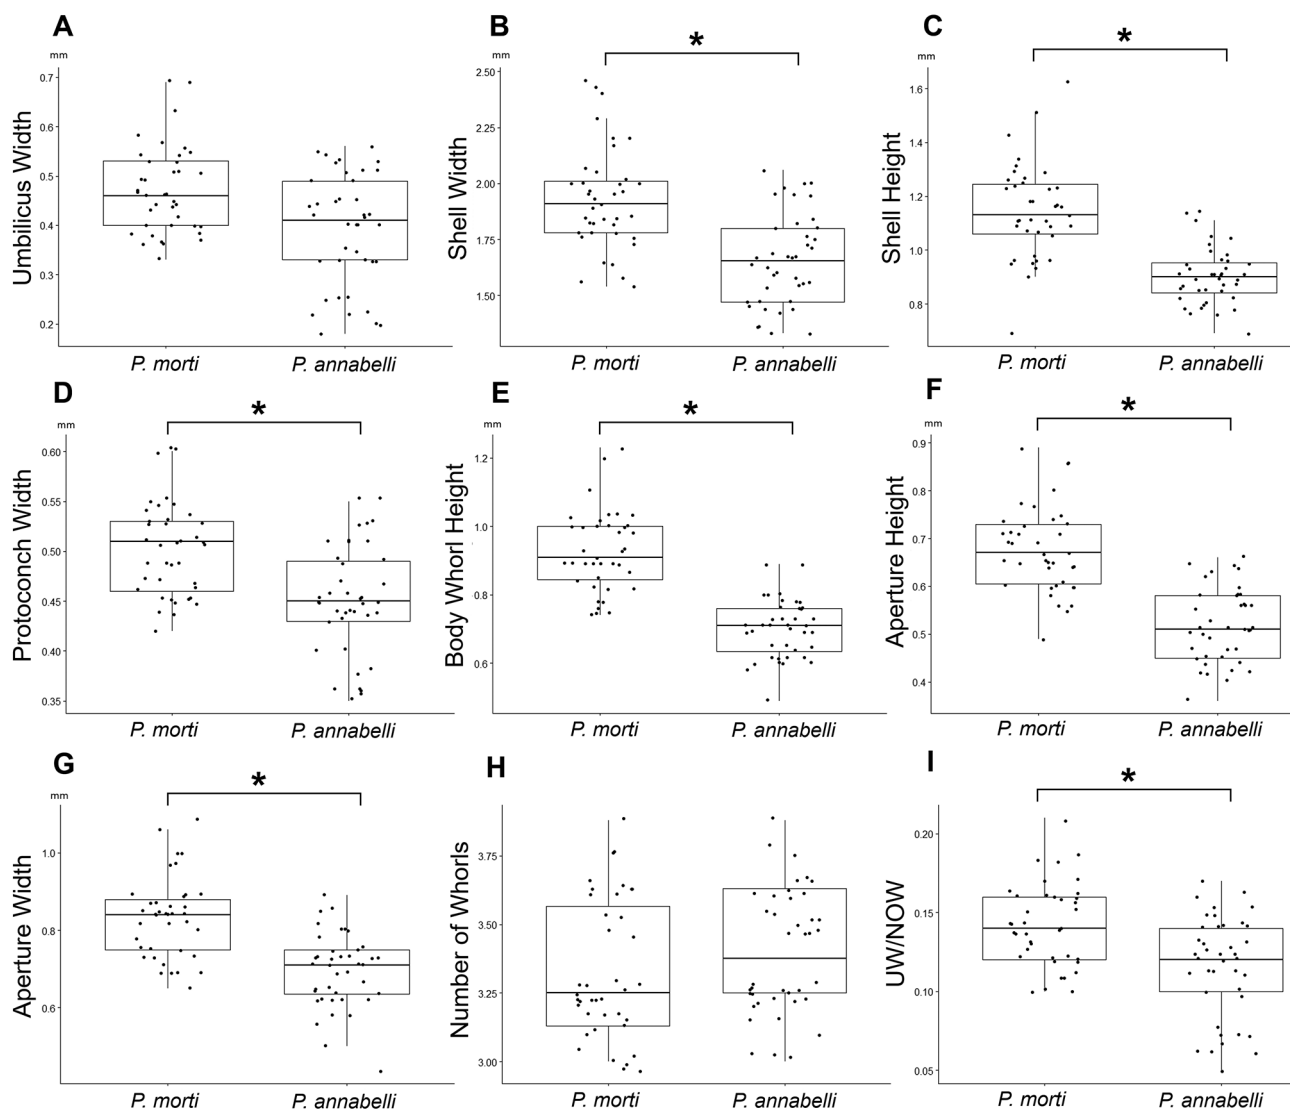 A
mm
Umbilicus Width
0.7
0.6
0.5
0.4
0.3
0.2
P. morti
P. annabelli
B
mm
*
Shell Width
2.50
2.25
2.00
1.75
1.50
P. morti
P. annabelli
C
mm
*
Shell Height
1.6
1.4
1.2
1.0
0.8
P. morti
P. annabelli
D
mm
*
Protoconch Width
0.60
0.55
0.50
0.45
0.40
0.35
P. morti
P. annabelli
E
*
Body Whorl Height
1.2
1.0
0.8
0.6
P. morti
P. annabelli
F
mm
*
Aperture Height
0.9
0.8
0.7
0.6
0.5
0.4
P. morti
P. annabelli
G
mm
*
Aperture Width
1.0
0.8
0.6
P. morti
P. annabelli
H
Number of Whorls
3.75
3.50
3.25
3.00
P. morti
P. annabelli
I
*
UW/NOW
0.20
0.15
0.10
0.05
P. morti
P. annabelli